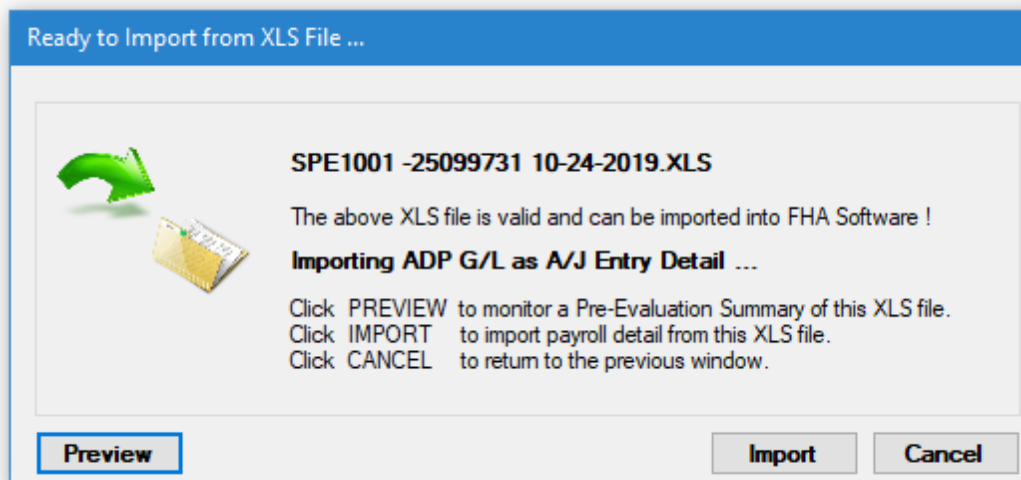 Ready to Import from XLS File ...
SPE1001 -25099731 10-24-2019.XLS
The above XLS file is valid and can be imported into FHA Software !
Importing ADP G/L as A/J Entry Detail ...
Click PREVIEW to monitor a Pre-Evaluation Summary of this XLS file.
Click IMPORT to import payroll detail from this XLS file.
Click CANCEL to return to the previous window.
Preview Import Cancel